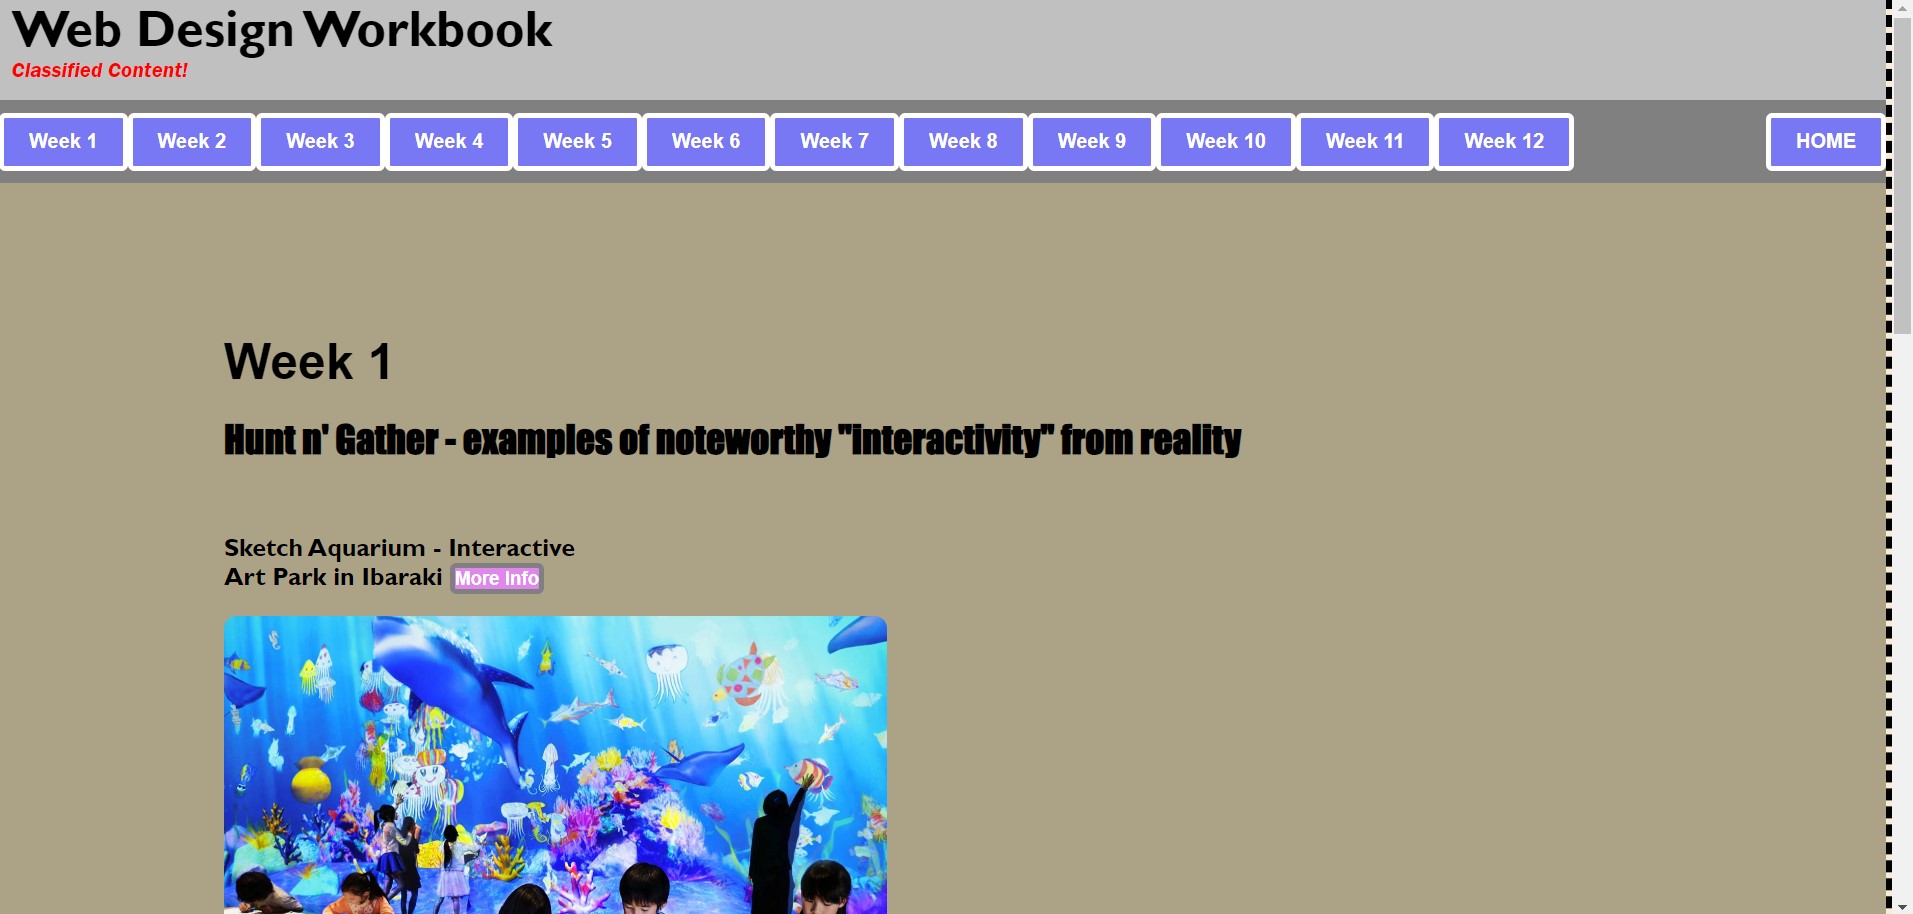 Web Design Workbook
Classified Content!
Week 1 Week 2 Week 3 Week 4 Week 5 Week 6 Week 7 Week 8 Week 9 Week 10 Week 11 Week 12 HOME
Week 1
Hunt n' Gather - examples of noteworthy "interactivity" from reality
Sketch Aquarium - Interactive
Art Park in Ibaraki More Info